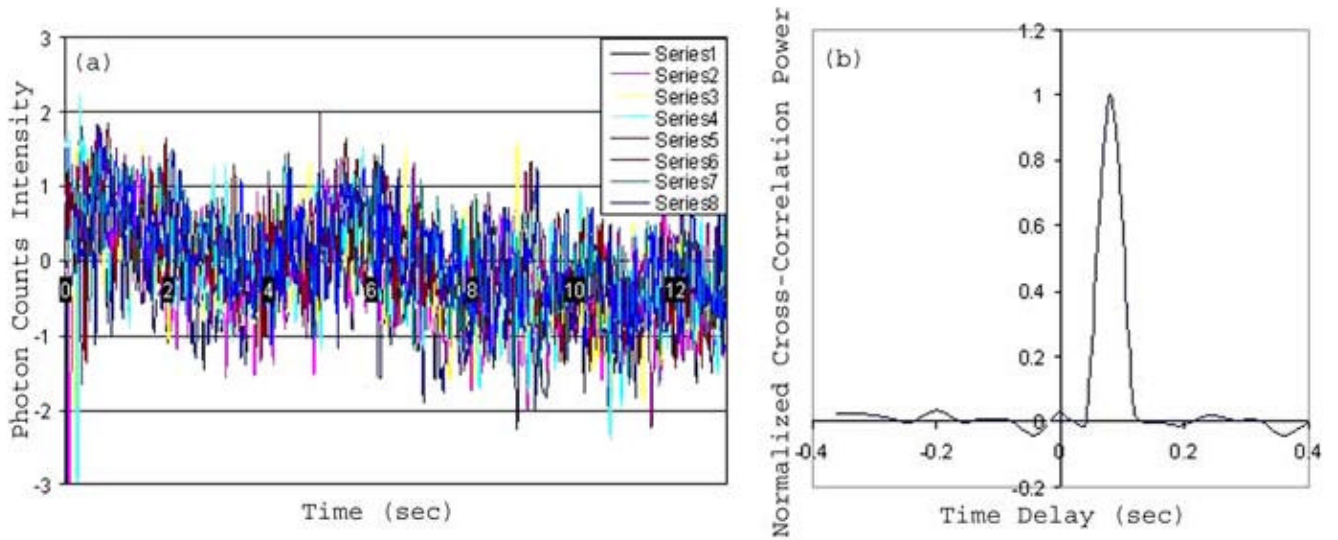 (a)
Photon Counts Intensity
3
2
1
0
-1
-2
-3
0 2 4 6 8 10 12
Time (sec)
Series1
Series2
Series3
Series4
Series5
Series6
Series7
Series8
(b)
Normalized Cross-Correlation Power
1.2
1
0.8
0.6
0.4
0.2
0
-0.2
-0.4 -0.2 0 0.2 0.4
Time Delay (sec)